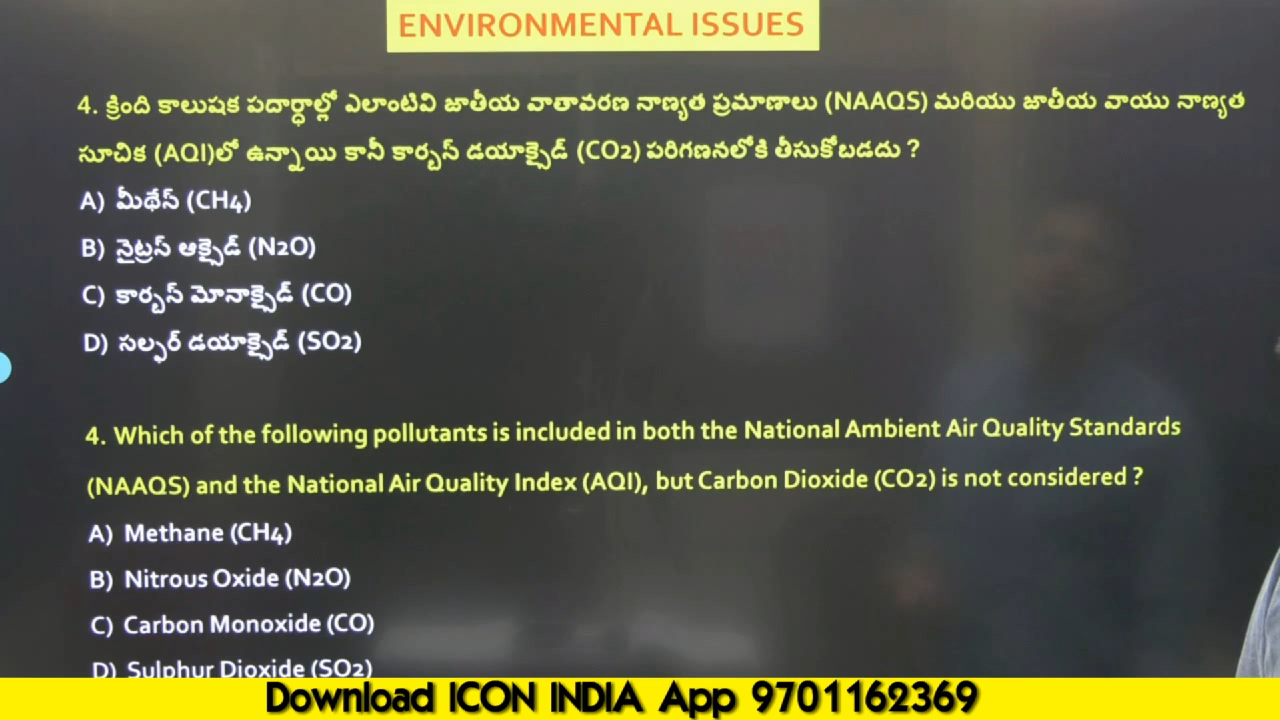 ENVIRONMENTAL ISSUES
4. క్రింది కాలుషక పదార్థాల్లో ఎలాంటివి జాతీయ వాతావరణ నాణ్యత ప్రమాణాలు (NAAQS) మరియు జాతీయ వాయు నాణ్యత
సూచిక (AQI)లో ఉన్నాయి కానీ కార్బన్ డయాక్సైడ్ (CO2) పరిగణనలోకి తీసుకోబడదు ?
A) మీథేన్ (CH4)
B) నైట్రస్ ఆక్సైడ్ (N2O)
C) కార్బన్ మోనాక్సైడ్ (CO)
D) సల్ఫర్ డయాక్సైడ్ (SO2)
4. Which of the following pollutants is included in both the National Ambient Air Quality Standards
(NAAQS) and the National Air Quality Index (AQI), but Carbon Dioxide (CO2) is not considered ?
A) Methane (CH4)
B) Nitrous Oxide (N2O)
C) Carbon Monoxide (CO)
D) Sulphur Dioxide (SO2)
Download ICON INDIA App 9701162369